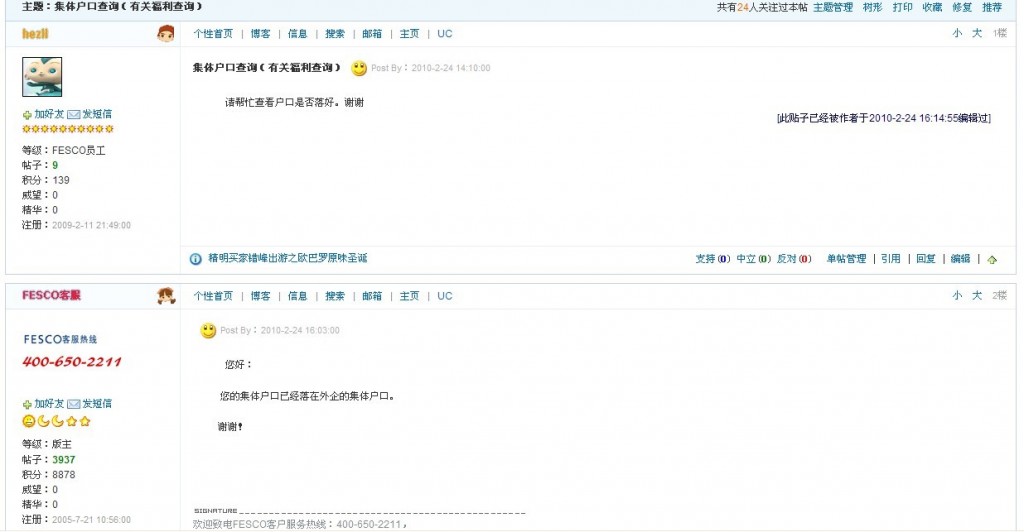 主题：集体户口查询（有关福利查询） 共有24人关注过本帖 主题管理 树形 打印 收藏 修复 推荐
hezll 个性首页 | 博客 | 信息 | 搜索 | 邮箱 | 主页 | UC 小 大 1楼
集体户口查询（有关福利查询） Post By：2010-2-24 14:10:00
请帮忙查看户口是否落好。谢谢
[此贴子已经被作者于2010-2-24 16:14:55编辑过]
加好友 发短信
等级：FESCO员工
帖子：9
积分：139
威望：0
精华：0
注册：2009-2-11 21:49:00
精明买家错峰出游之欧巴罗原味圣诞 支持(0) 中立(0) 反对(0) 单帖管理 | 引用 | 回复 | 编辑 |
FESCO客服 个性首页 | 博客 | 信息 | 搜索 | 邮箱 | 主页 | UC 小 大 2楼
Post By：2010-2-24 16:03:00
FESCO客服热线
400-650-2211
您好：
您的集体户口已经落在外企的集体户口。
谢谢！
加好友 发短信
等级：版主
帖子：3937
积分：8878
威望：0
精华：0
注册：2005-7-21 10:56:00
SIGNATURE
欢迎致电FESCO客户服务热线：400-650-2211，